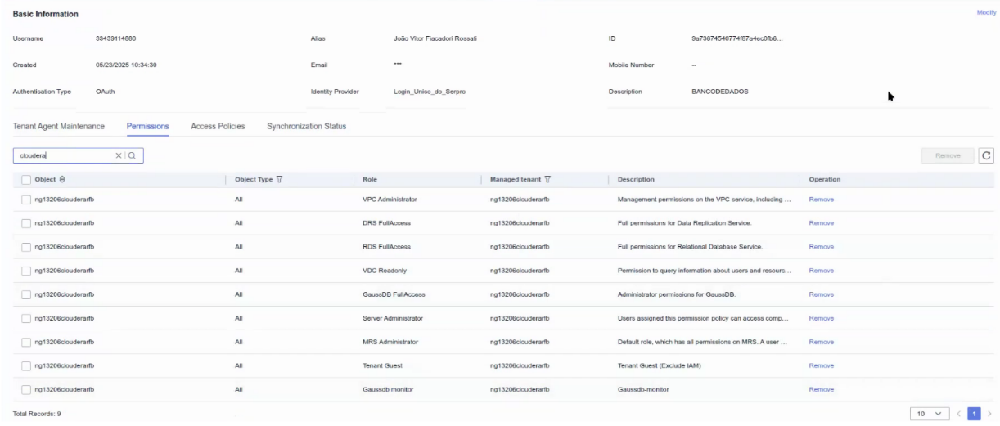 Basic Information Modify
Username 33439114880 Alias João Vitor Fiacadori Rossati ID 9a73674540774f87a4ec0fb6...
Created 05/23/2025 10:34:30 Email *** Mobile Number --
Authentication Type OAuth Identity Provider Login_Unico_do_Serpro Description BANCODEDADOS
Tenant Agent Maintenance Permissions Access Policies Synchronization Status
cloudera Remove
Object Object Type Role Managed tenant Description Operation
ng13206clouderarfb All VPC Administrator ng13206clouderarfb Management permissions on the VPC service, including ... Remove
ng13206clouderarfb All DRS FullAccess ng13206clouderarfb Full permissions for Data Replication Service. Remove
ng13206clouderarfb All RDS FullAccess ng13206clouderarfb Full permissions for Relational Database Service. Remove
ng13206clouderarfb All VDC Readonly ng13206clouderarfb Permission to query information about users and resourc... Remove
ng13206clouderarfb All GaussDB FullAccess ng13206clouderarfb Administrator permissions for GaussDB. Remove
ng13206clouderarfb All Server Administrator ng13206clouderarfb Users assigned this permission policy can access comp... Remove
ng13206clouderarfb All MRS Administrator ng13206clouderarfb Default role, which has all permissions on MRS. A user ... Remove
ng13206clouderarfb All Tenant Guest ng13206clouderarfb Tenant Guest (Exclude IAM) Remove
ng13206clouderarfb All Gaussdb monitor ng13206clouderarfb Gaussdb-monitor Remove
Total Records: 9 10 1